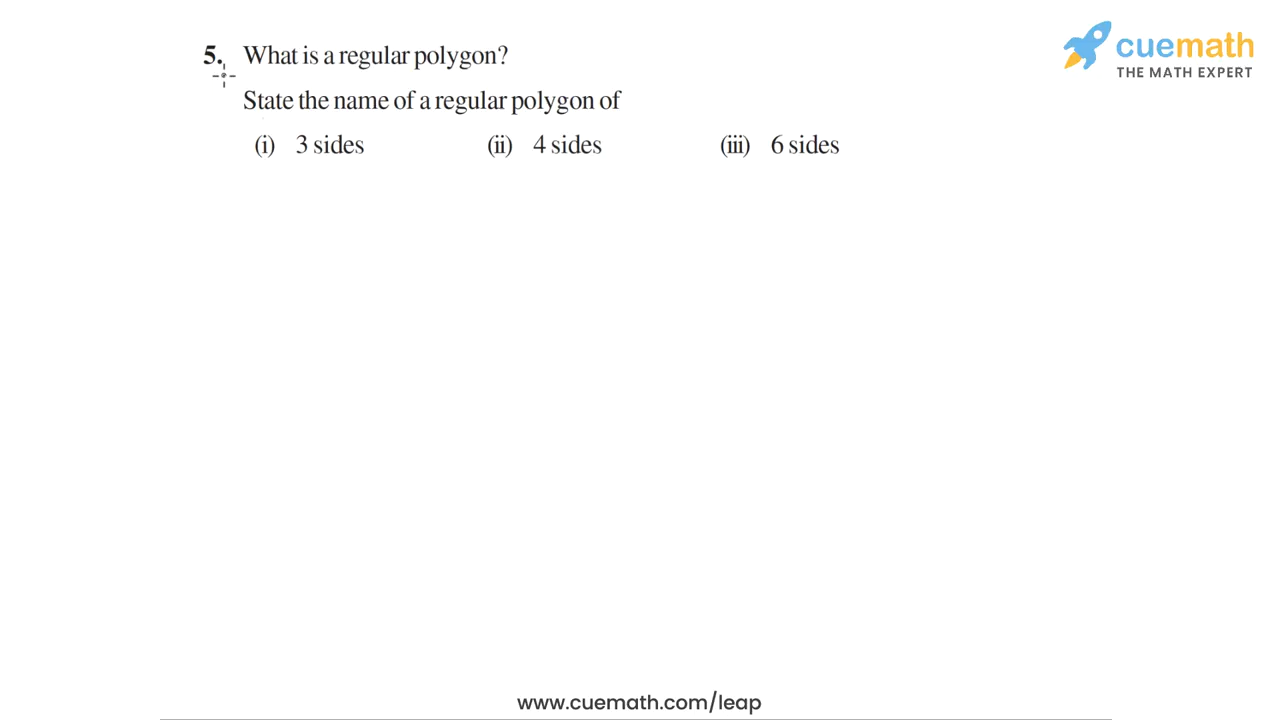 5. What is a regular polygon?
State the name of a regular polygon of
(i) 3 sides (ii) 4 sides (iii) 6 sides
cuemath
THE MATH EXPERT
www.cuemath.com/leap